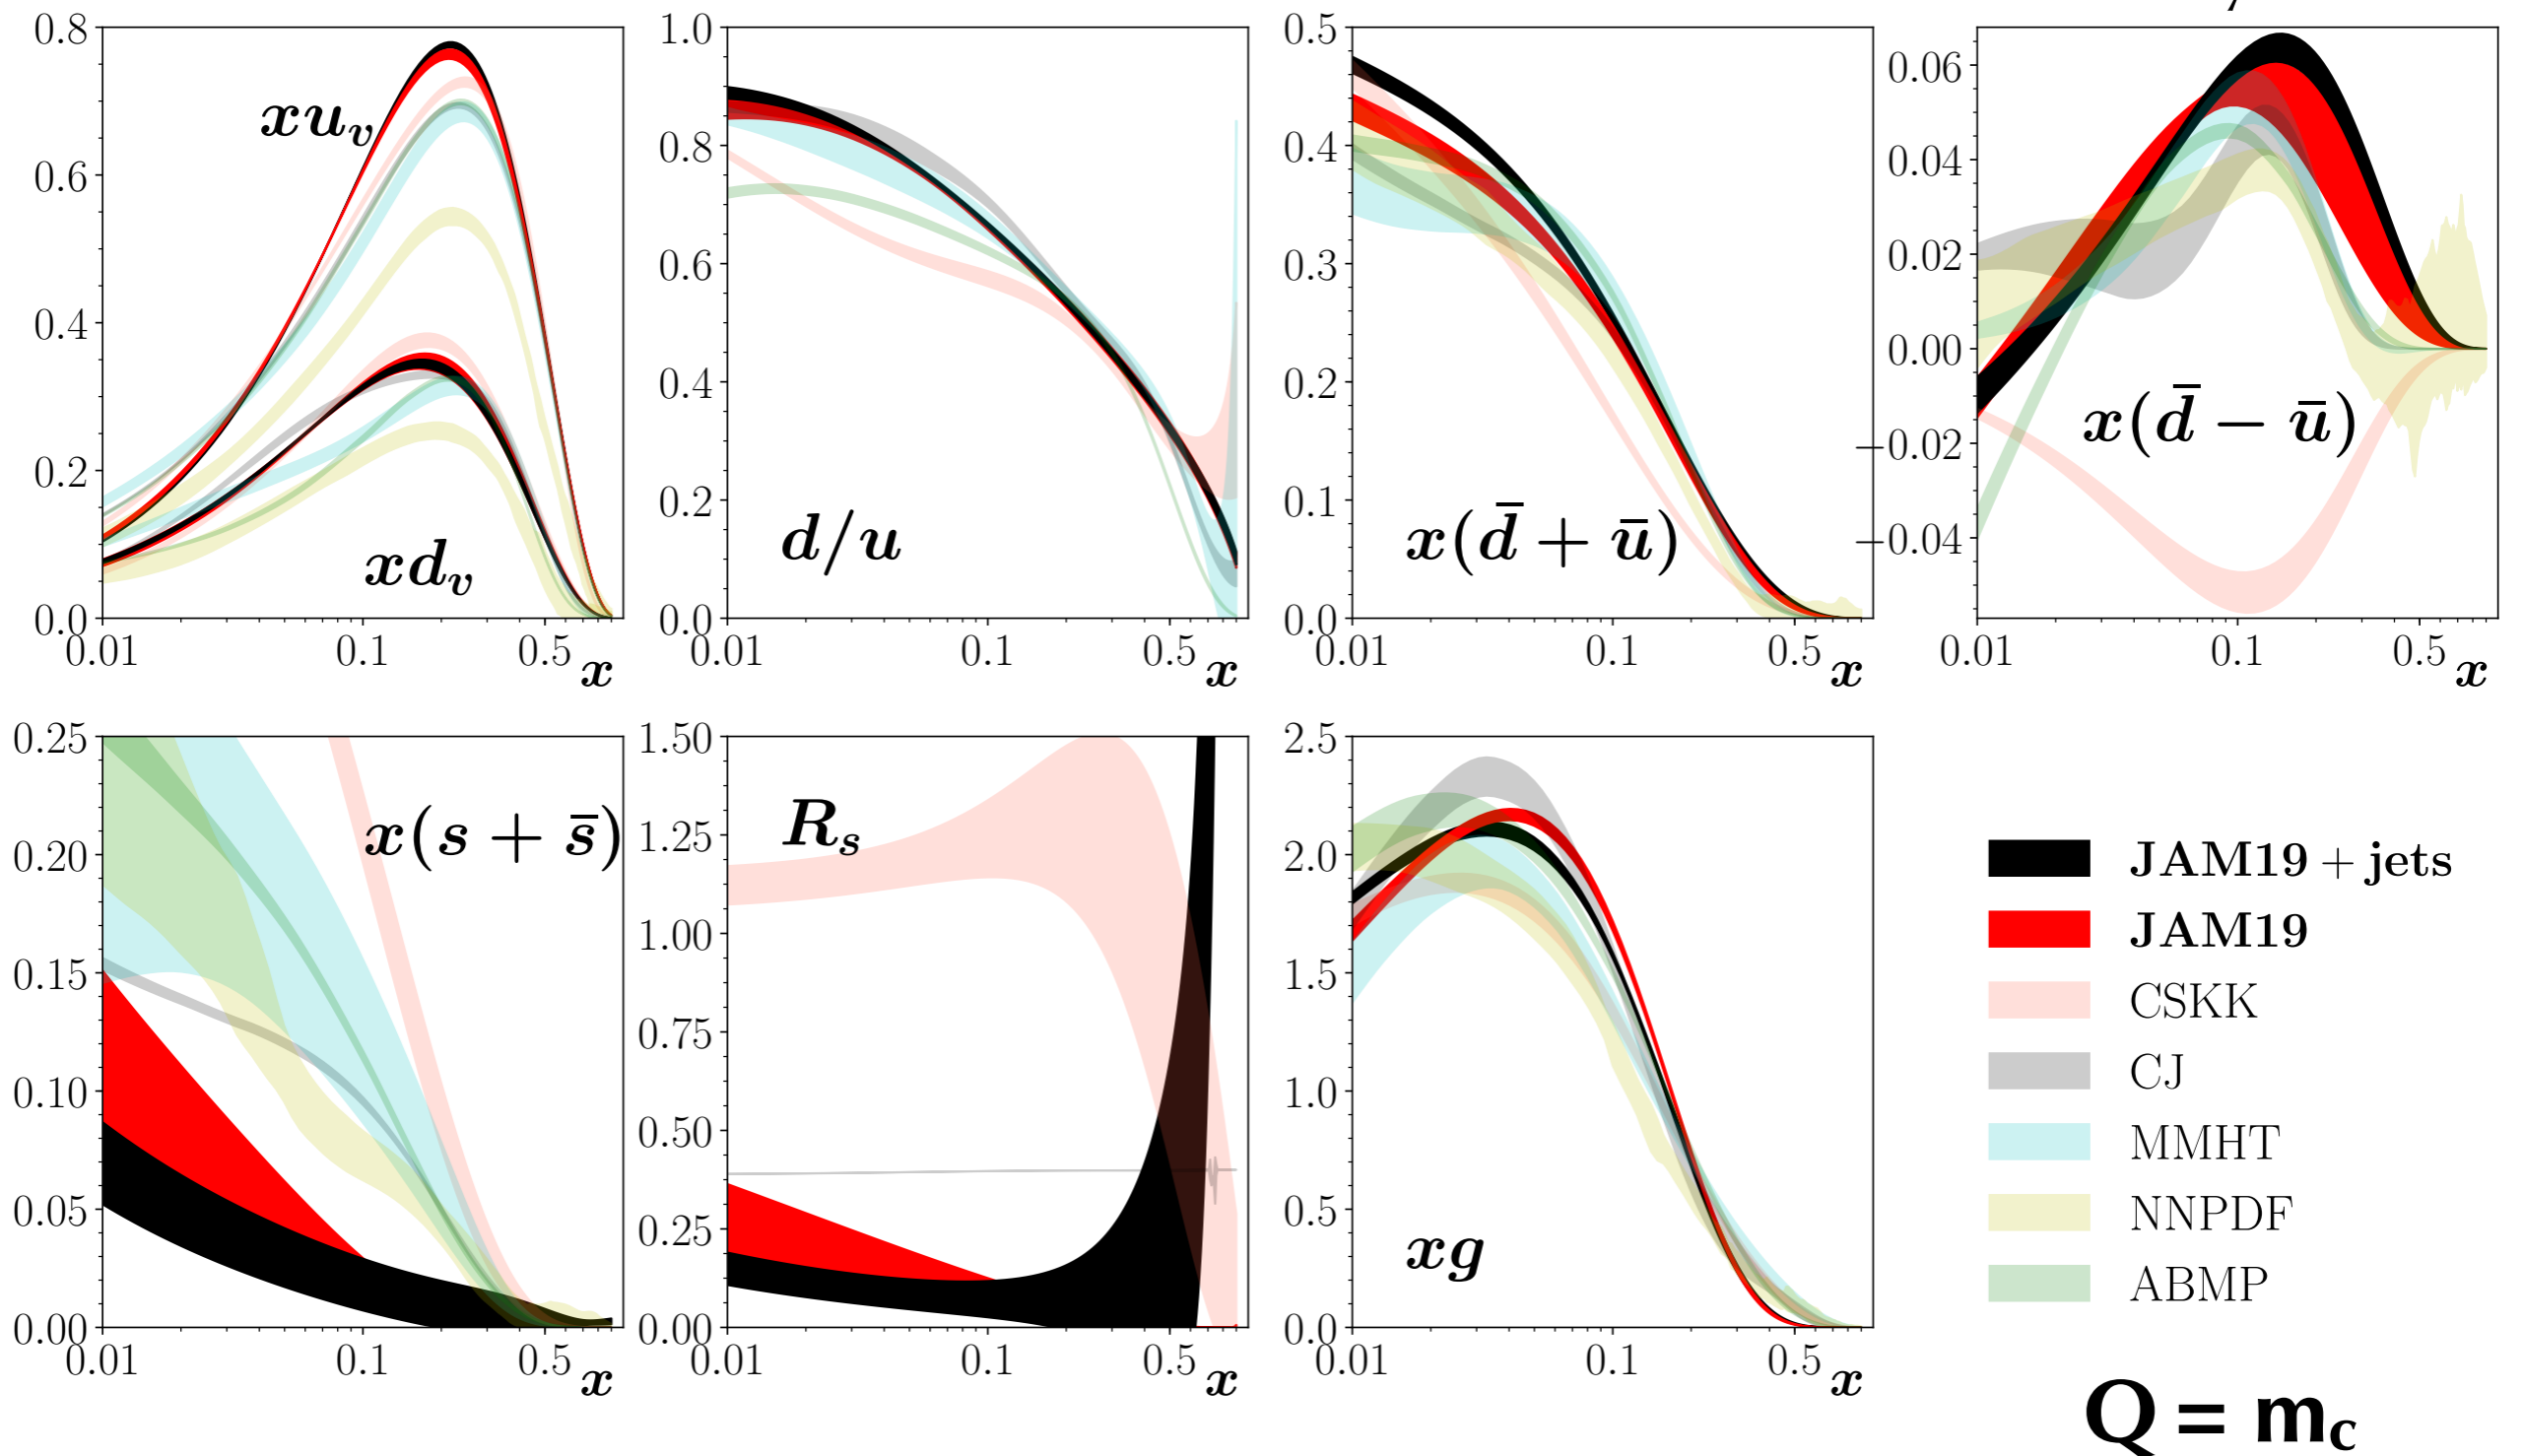 0.8
0.6
0.4
0.2
0.0
0.01
0.1
0.5
x
xu_v
xd_v
1.0
0.8
0.6
0.4
0.2
0.0
0.01
0.1
0.5
x
d/u
0.5
0.4
0.3
0.2
0.1
0.0
0.01
0.1
0.5
x
x(d̄ + ū)
0.06
0.04
0.02
0.00
−0.02
−0.04
0.01
0.1
0.5
x
x(d̄ − ū)
0.25
0.20
0.15
0.10
0.05
0.00
0.01
0.1
0.5
x
x(s + s̄)
1.50
1.25
1.00
0.75
0.50
0.25
0.00
0.01
0.1
0.5
x
R_s
2.5
2.0
1.5
1.0
0.5
0.0
0.01
0.1
0.5
x
xg
JAM19 + jets
JAM19
CSKK
CJ
MMHT
NNPDF
ABMP
Q = m_c